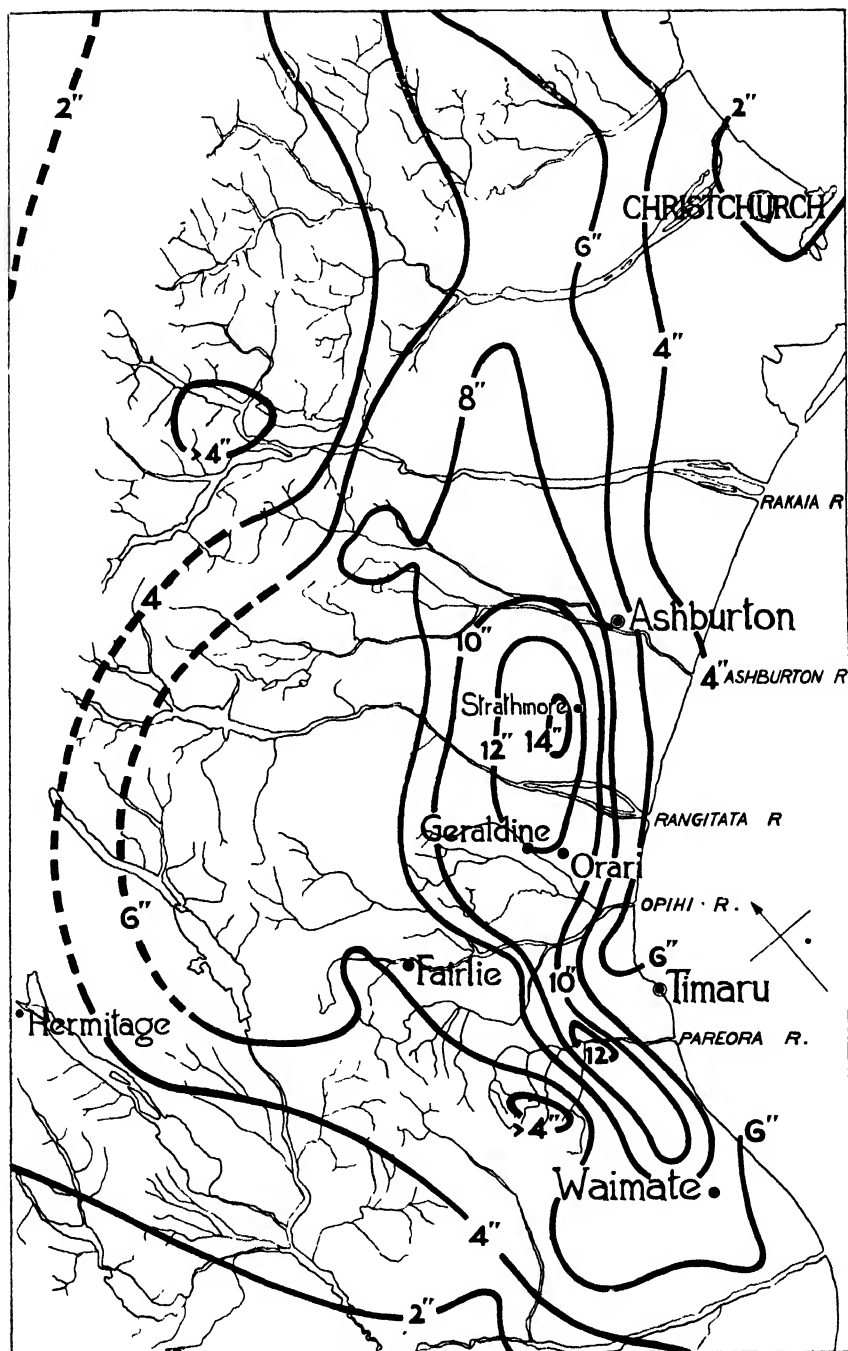 2"
2"
CHRISTCHURCH
6"
4"
8"
>4"
RAKAIA R
4
Ashburton
10"
4"
ASHBURTON R
Strathmore
12"
14"
RANGITATA R
Geraldine
Orari
OPIHI · R.
6"
Fairlie
6"
10"
Timaru
Hermitage
PAREORA R.
12
>4"
6"
Waimate
4"
2"